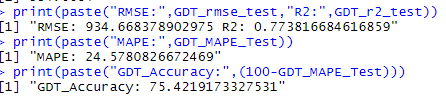 > print(paste("RMSE:",GDT_rmse_test,"R2:",GDT_r2_test))
[1] "RMSE: 934.668378902975 R2: 0.773816684616859"
> print(paste("MAPE:",GDT_MAPE_Test))
[1] "MAPE: 24.5780826672469"
> print(paste("GDT_Accuracy:",(100-GDT_MAPE_Test)))
[1] "GDT_Accuracy: 75.4219173327531"